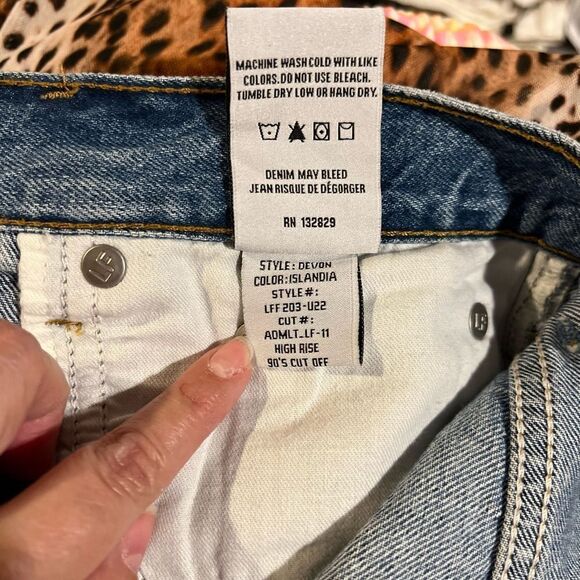 MACHINE WASH COLD WITH LIKE
COLORS. DO NOT USE BLEACH.
TUMBLE DRY LOW OR HANG DRY.
DENIM MAY BLEED
JEAN RISQUE DE DÉGORGER
RN 132829
STYLE: DEVON
COLOR: ISLANDIA
STYLE#:
LFF 203-U22
CUT #:
ADMLT_LF-11
HIGH RISE
90'S CUT OFF
LF
LF